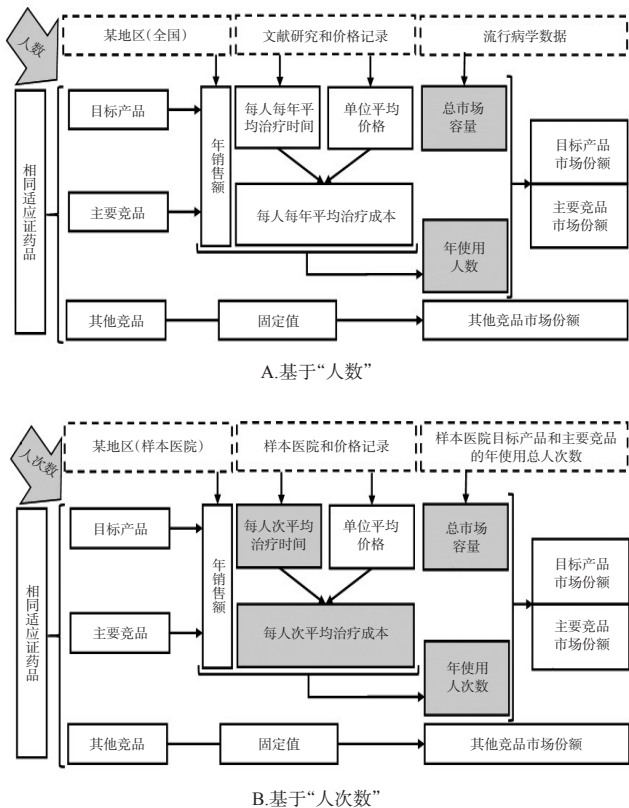 人数
某地区(全国)
文献研究和价格记录
流行病学数据
相同适应证药品
目标产品
主要竞品
年销售额
每人每年平
均治疗时间
单位平均
价格
总市场
容量
每人每年平均治疗成本
年使用
人数
目标产品
市场份额
主要竞品
市场份额
其他竞品
固定值
其他竞品市场份额
A.基于“人数”
人次数
某地区(样本医院)
样本医院和价格记录
样本医院目标产品和主要竞品
的年使用总人次数
相同适应证药品
目标产品
主要竞品
年销售额
每人次平均
治疗时间
单位平均
价格
总市场
容量
每人次平均治疗成本
年使用
人次数
目标产品
市场份额
主要竞品
市场份额
其他竞品
固定值
其他竞品市场份额
B.基于“人次数”